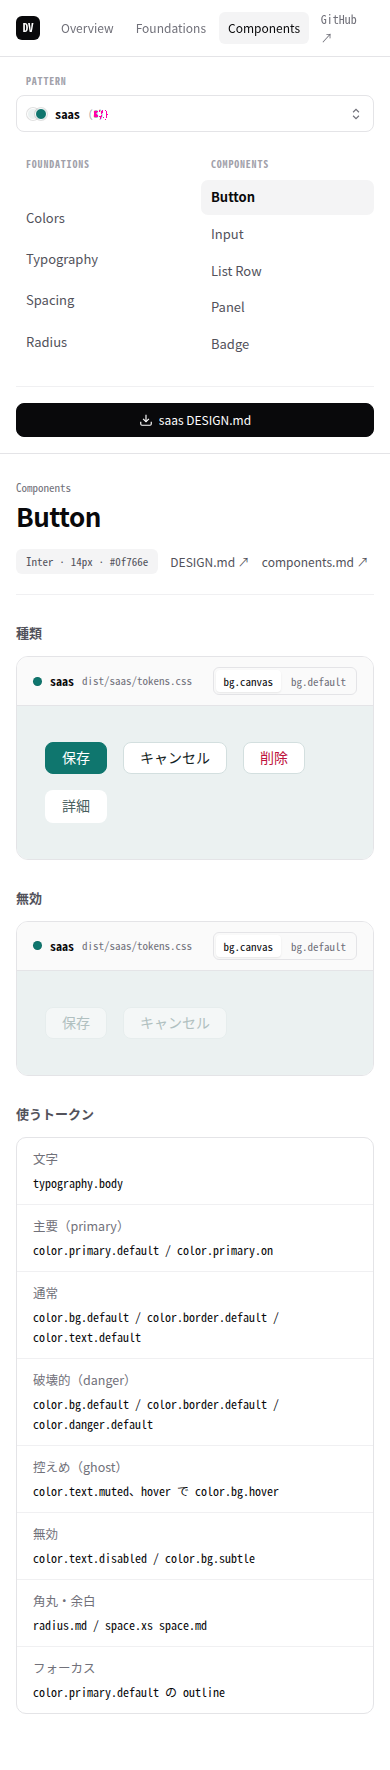 DV Overview Foundations Components GitHub ↗
PATTERN
saas
FOUNDATIONS
Colors
Typography
Spacing
Radius
COMPONENTS
Button
Input
List Row
Panel
Badge
saas DESIGN.md
Components
Button
Inter · 14px · #0f766e DESIGN.md ↗ components.md ↗
種類
saas dist/saas/tokens.css bg.canvas bg.default
保存 キャンセル 削除
詳細
無効
saas dist/saas/tokens.css bg.canvas bg.default
保存 キャンセル
使うトークン
文字
typography.body
主要（primary）
color.primary.default / color.primary.on
通常
color.bg.default / color.border.default /
color.text.default
破壊的（danger）
color.bg.default / color.border.default /
color.danger.default
控えめ（ghost）
color.text.muted、hover で color.bg.hover
無効
color.text.disabled / color.bg.subtle
角丸・余白
radius.md / space.xs space.md
フォーカス
color.primary.default の outline